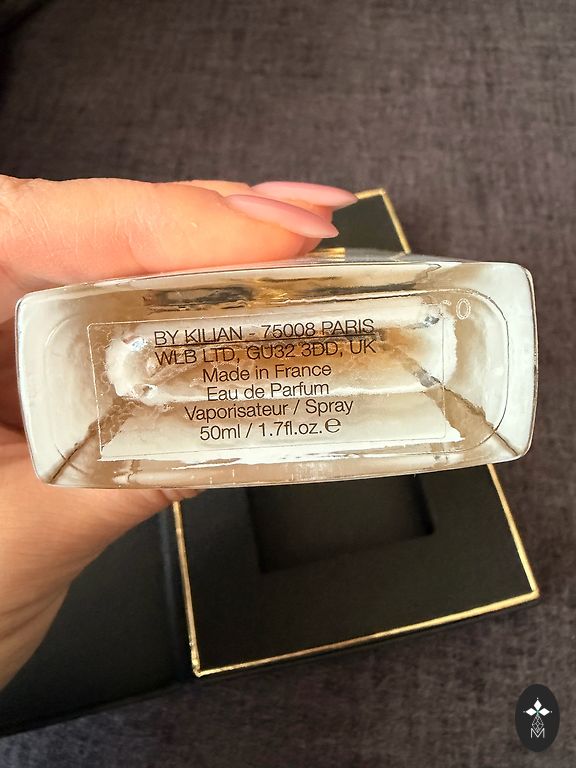 BY KILIAN - 75008 PARIS
WLB LTD, GU32 3DD, UK
Made in France
Eau de Parfum
Vaporisateur / Spray
50ml / 1.7fl.oz.℮
M